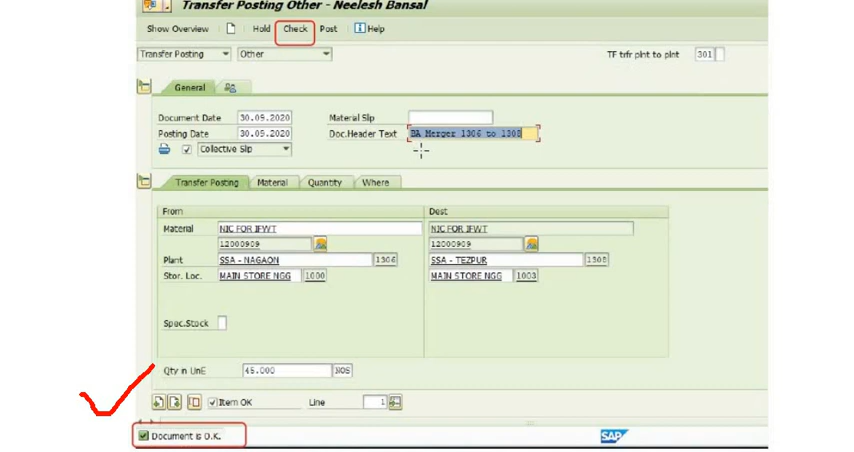 Transfer Posting Other - Neelesh Bansal
Show Overview Hold Check Post Help
Transfer Posting Other TF trfr plnt to plnt 301
General
Document Date 30.09.2020 Material Slip
Posting Date 30.09.2020 Doc.Header Text BA Merger 1306 to 1308
Collective Slip
Transfer Posting Material Quantity Where
From Dest
Material NIC FOR IFWT NIC FOR IFWT
12000909 12000909
Plant SSA - NAGAON 1306 SSA - TEZPUR 1308
Stor. Loc. MAIN STORE NGG 1000 MAIN STORE NGG 1003
Spec.Stock
Qty in UnE 45.000 NOS
Item OK Line 1
Document is O.K. SAP